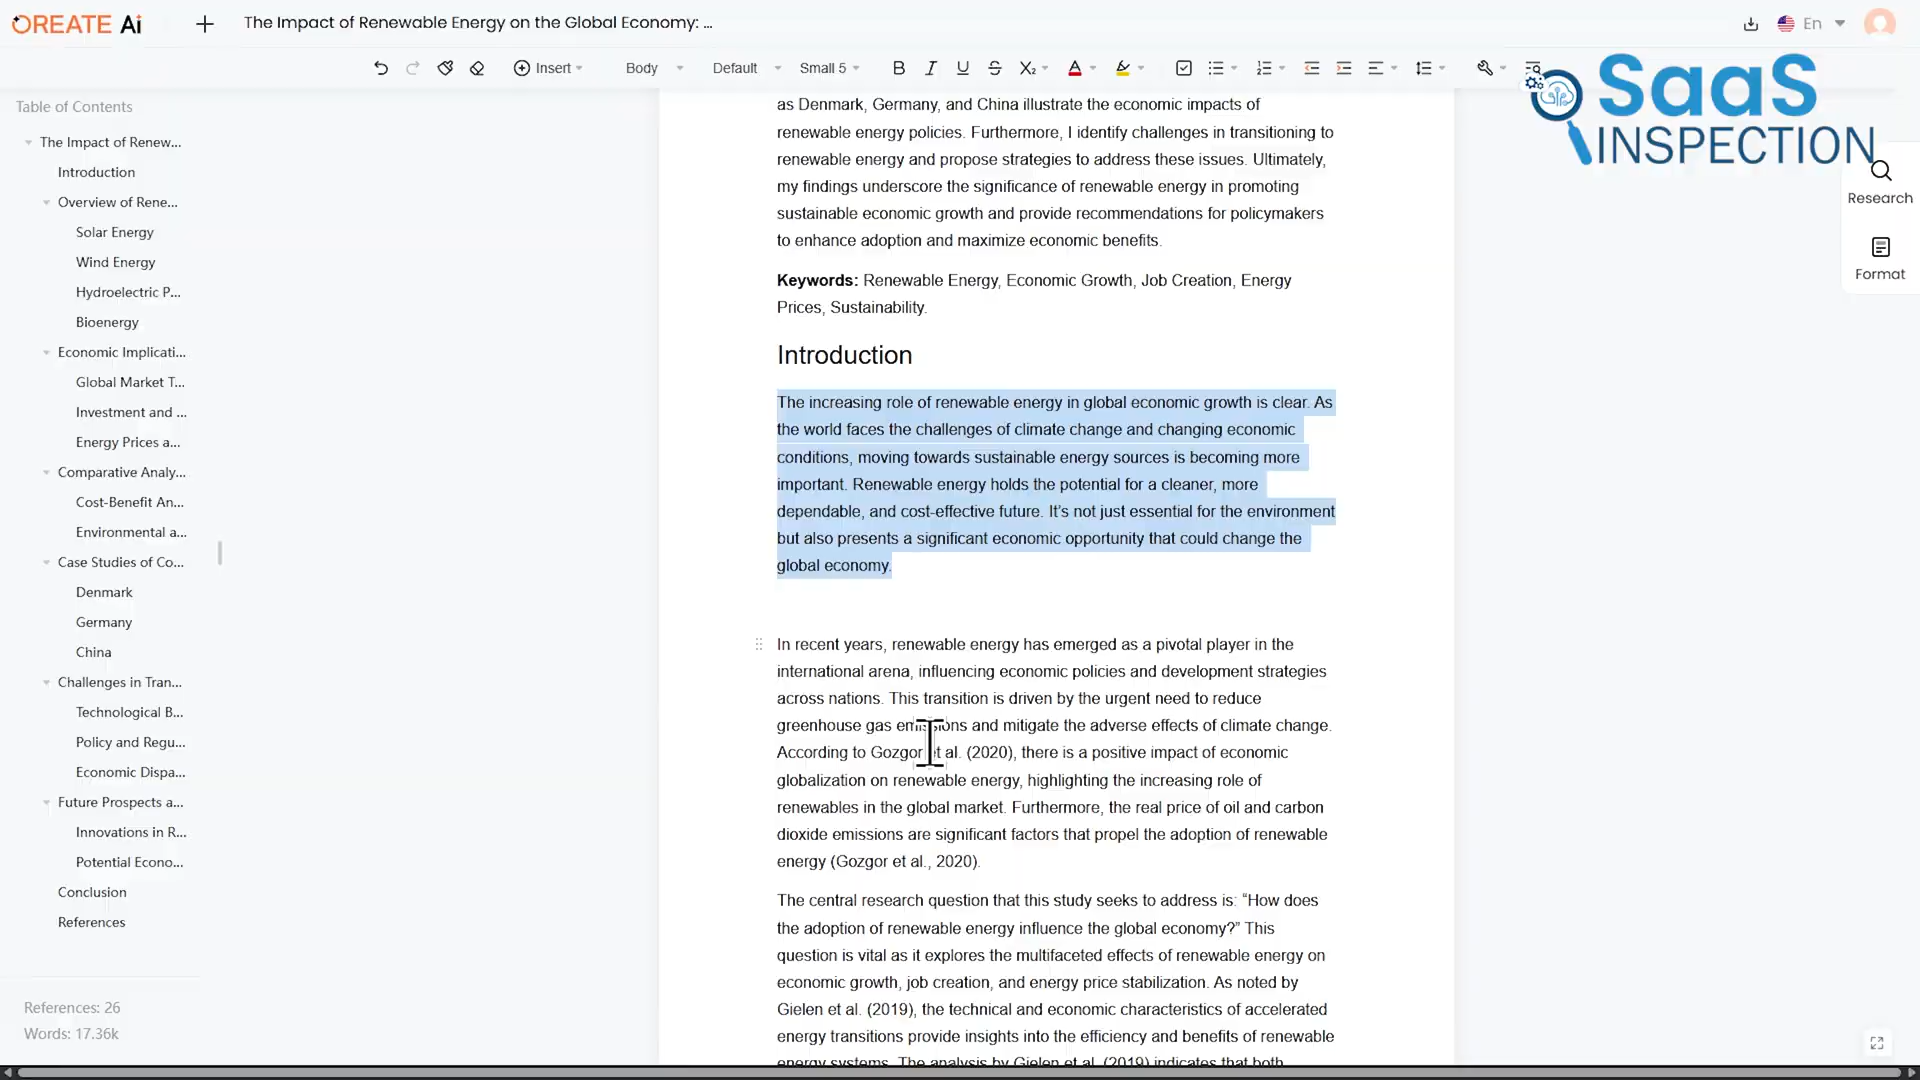 OREATE Ai
The Impact of Renewable Energy on the Global Economy: ...
En
Insert
Body
Default
Small 5
SaaS
INSPECTION
Table of Contents
The Impact of Renew...
Introduction
Overview of Rene...
Solar Energy
Wind Energy
Hydroelectric P...
Bioenergy
Economic Implicati...
Global Market T...
Investment and ...
Energy Prices a...
Comparative Analy...
Cost-Benefit An...
Environmental a...
Case Studies of Co...
Denmark
Germany
China
Challenges in Tran...
Technological B...
Policy and Regu...
Economic Dispa...
Future Prospects a...
Innovations in R...
Potential Econo...
Conclusion
References
References: 26
Words: 17.36k
as Denmark, Germany, and China illustrate the economic impacts of
renewable energy policies. Furthermore, I identify challenges in transitioning to
renewable energy and propose strategies to address these issues. Ultimately,
my findings underscore the significance of renewable energy in promoting
sustainable economic growth and provide recommendations for policymakers
to enhance adoption and maximize economic benefits.
Keywords: Renewable Energy, Economic Growth, Job Creation, Energy
Prices, Sustainability.
Introduction
The increasing role of renewable energy in global economic growth is clear. As
the world faces the challenges of climate change and changing economic
conditions, moving towards sustainable energy sources is becoming more
important. Renewable energy holds the potential for a cleaner, more
dependable, and cost-effective future. It’s not just essential for the environment
but also presents a significant economic opportunity that could change the
global economy.
In recent years, renewable energy has emerged as a pivotal player in the
international arena, influencing economic policies and development strategies
across nations. This transition is driven by the urgent need to reduce
greenhouse gas emissions and mitigate the adverse effects of climate change.
According to Gozgor et al. (2020), there is a positive impact of economic
globalization on renewable energy, highlighting the increasing role of
renewables in the global market. Furthermore, the real price of oil and carbon
dioxide emissions are significant factors that propel the adoption of renewable
energy (Gozgor et al., 2020).
The central research question that this study seeks to address is: “How does
the adoption of renewable energy influence the global economy?” This
question is vital as it explores the multifaceted effects of renewable energy on
economic growth, job creation, and energy price stabilization. As noted by
Gielen et al. (2019), the technical and economic characteristics of accelerated
energy transitions provide insights into the efficiency and benefits of renewable
energy systems. The analysis by Gielen et al. (2019) indicates that both
Research
Format